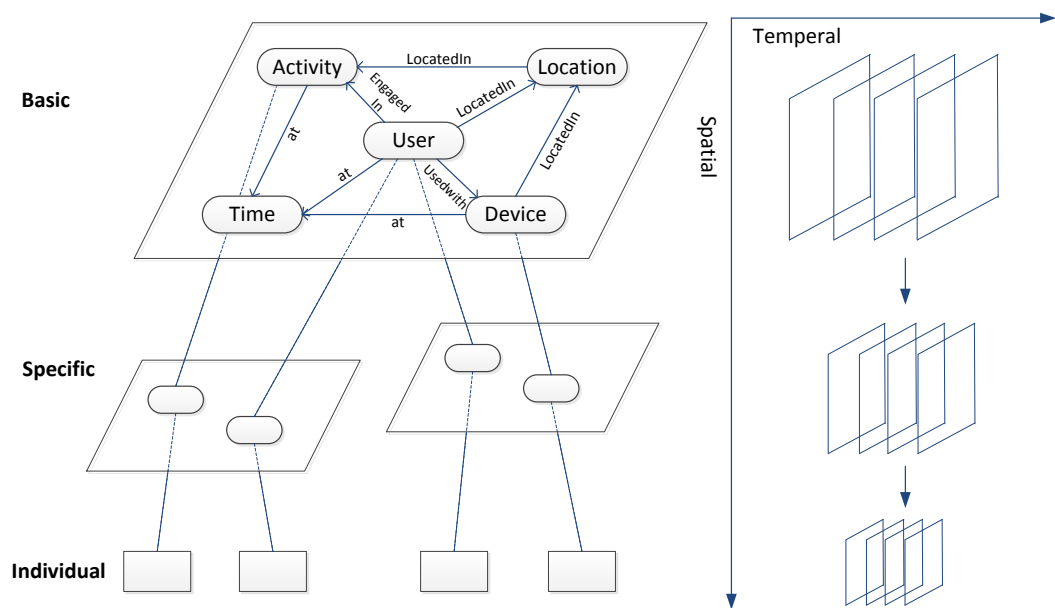 Temperal
Spatial
Basic
Activity
LocatedIn
Location
Engaged
In
LocatedIn
User
at
at
Usedwith
LocatedIn
Time
at
Device
Specific
Individual